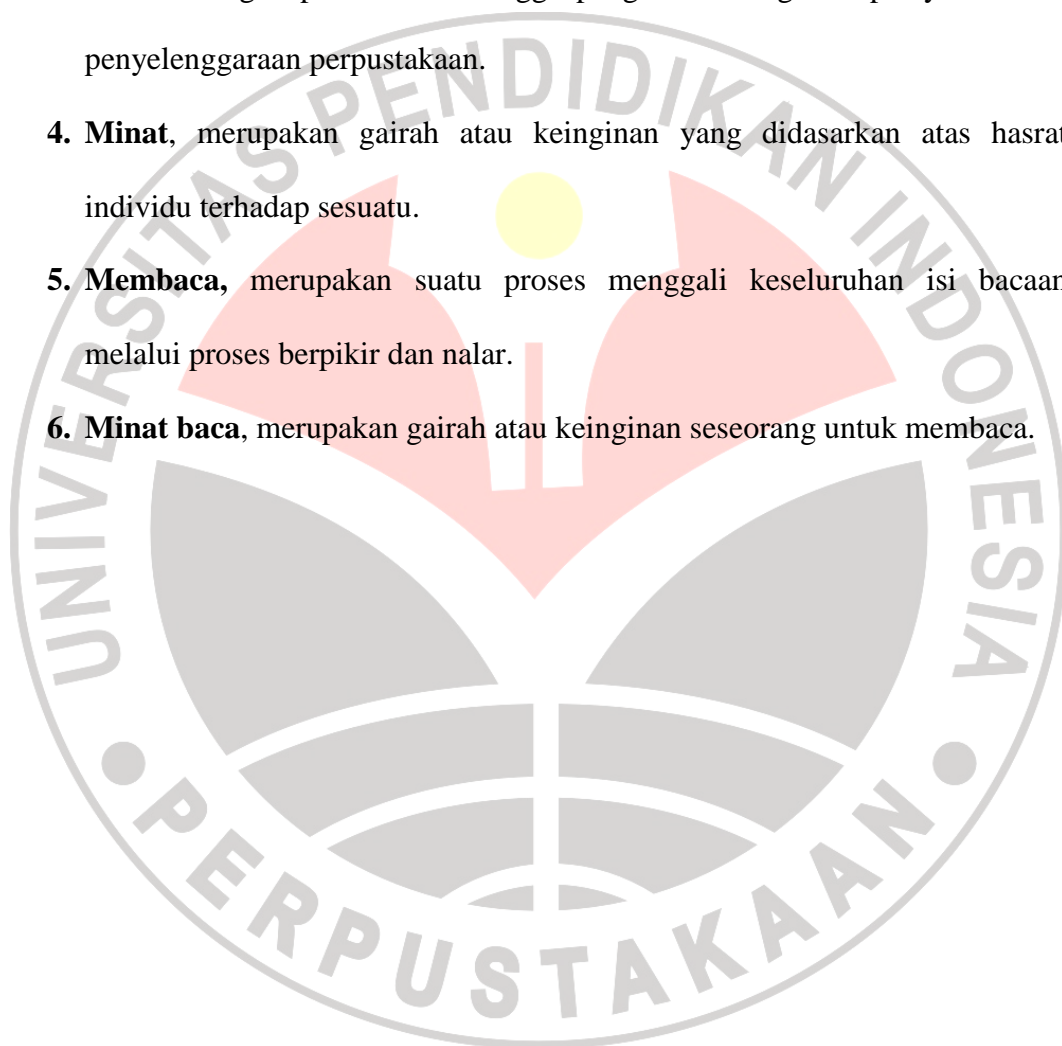 penyelenggaraan perpustakaan.
4. Minat, merupakan gairah atau keinginan yang didasarkan atas hasrat
individu terhadap sesuatu.
5. Membaca, merupakan suatu proses menggali keseluruhan isi bacaan
melalui proses berpikir dan nalar.
6. Minat baca, merupakan gairah atau keinginan seseorang untuk membaca.
UNIVERSITAS PENDIDIKAN INDONESIA
PERPUSTAKAAN